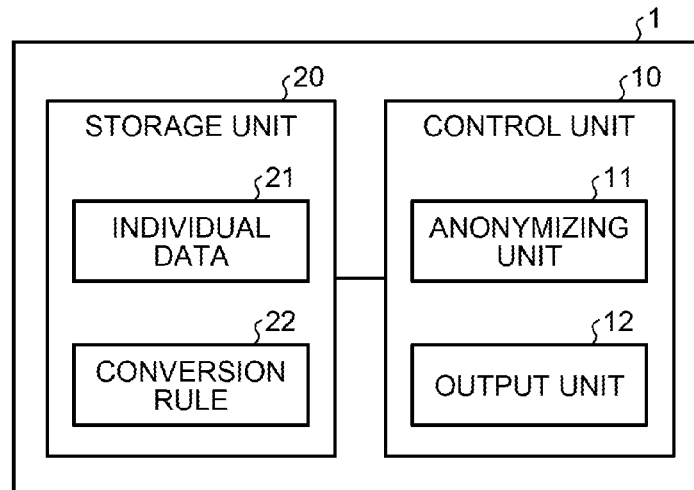 1
20
STORAGE UNIT
21
INDIVIDUAL
DATA
22
CONVERSION
RULE
10
CONTROL UNIT
11
ANONYMIZING
UNIT
12
OUTPUT UNIT